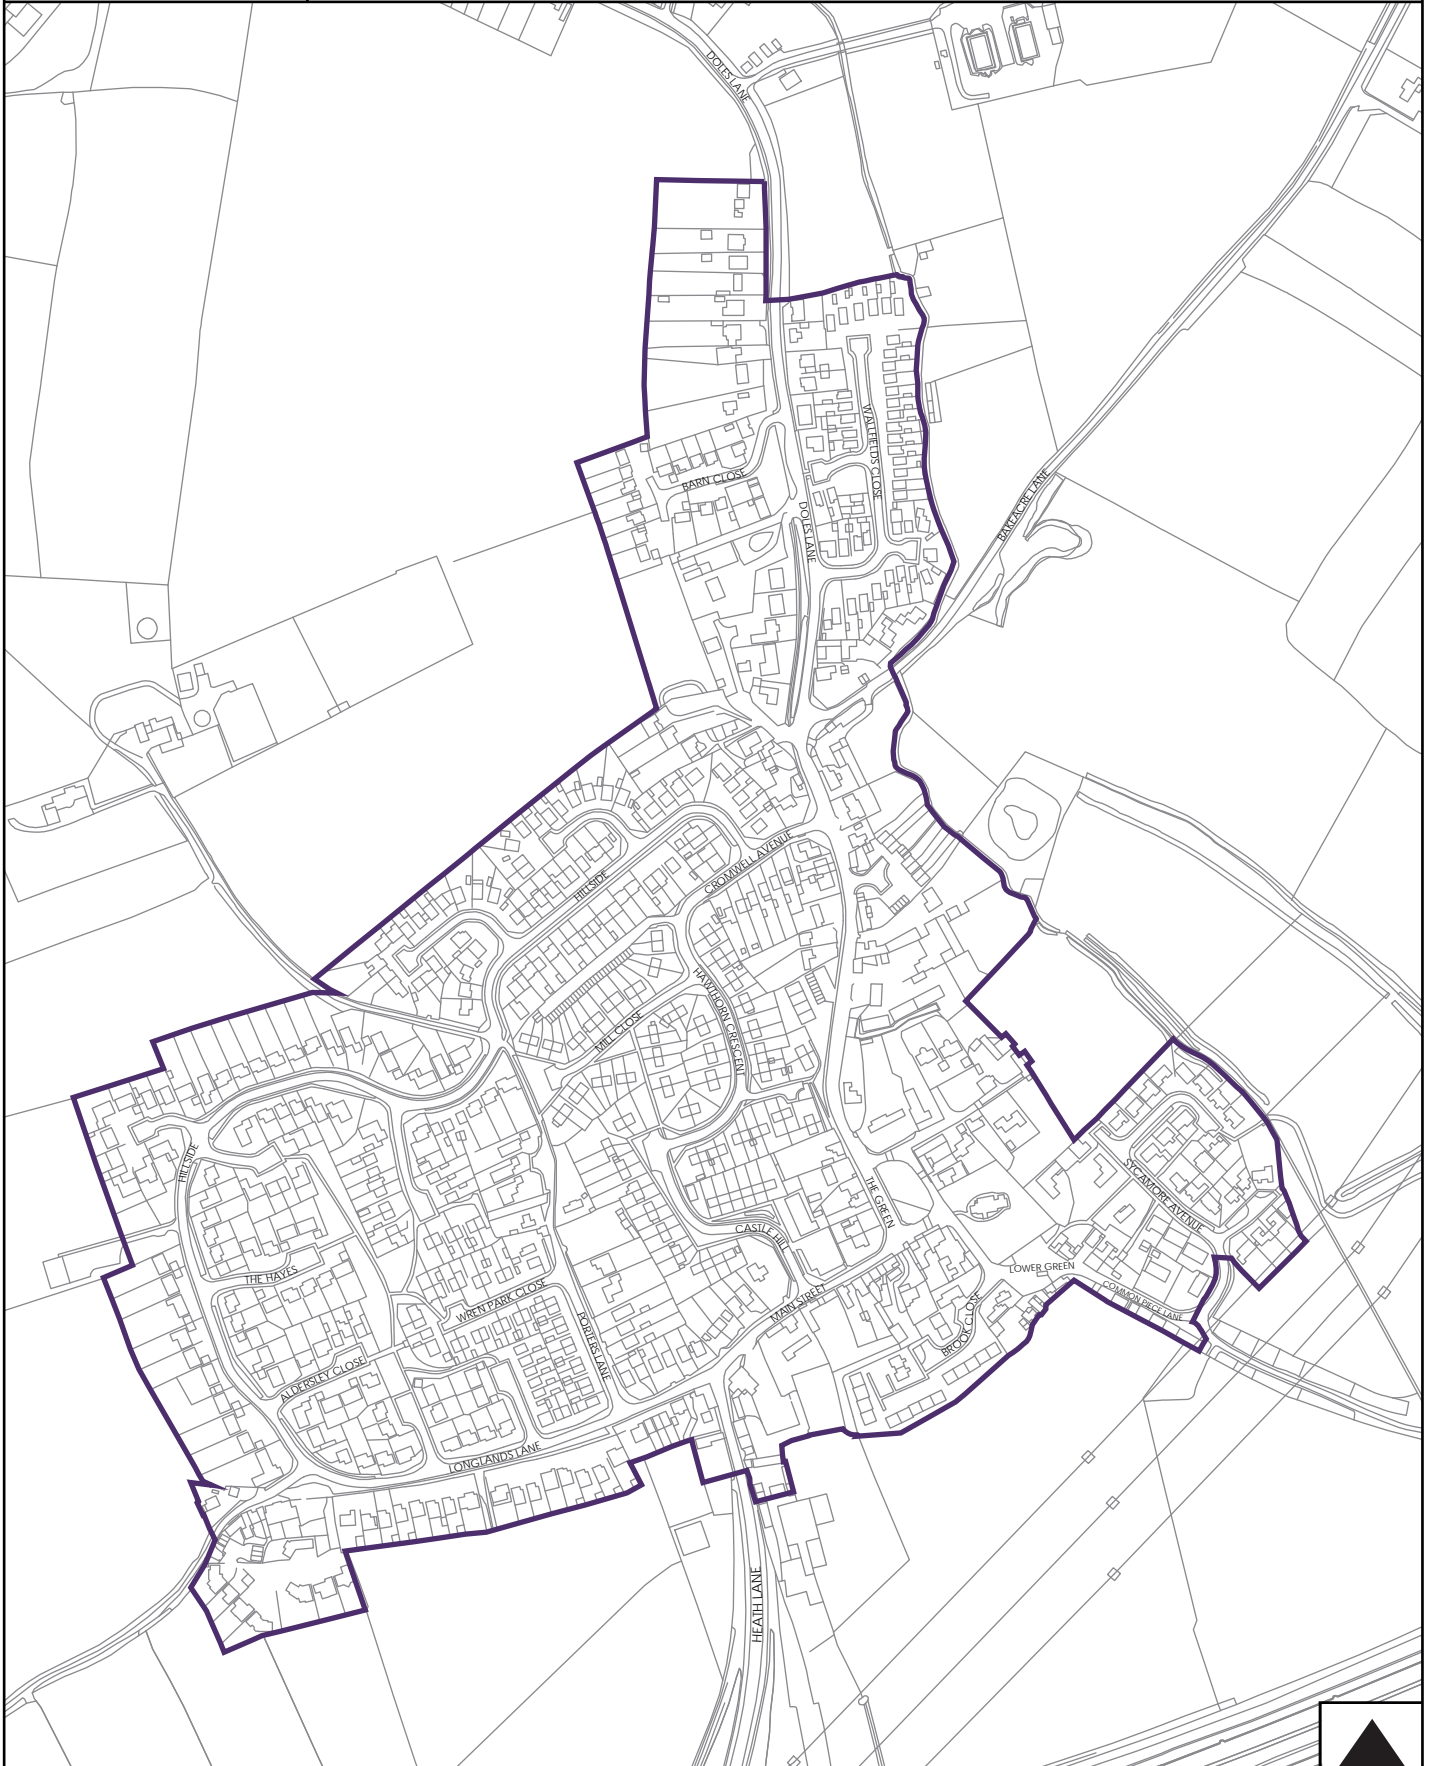 DOLES LANE
WALLFIELDS CLOSE
BARN CLOSE
BAKEACRE LANE
DOLES LANE
CROMWELL AVENUE
HILLSIDE
HAWTHORN CRESCENT
MILL CLOSE
HILLSIDE
SYCAMORE AVENUE
THE GREEN
CASTLE HILL
LOWER GREEN
THE HAYES
COMMON PIECE LANE
WREN PARK CLOSE
MAIN STREET
BROOK CLOSE
PORTERS LANE
ALDERSLEY CLOSE
LONGLANDS LANE
HEATH LANE